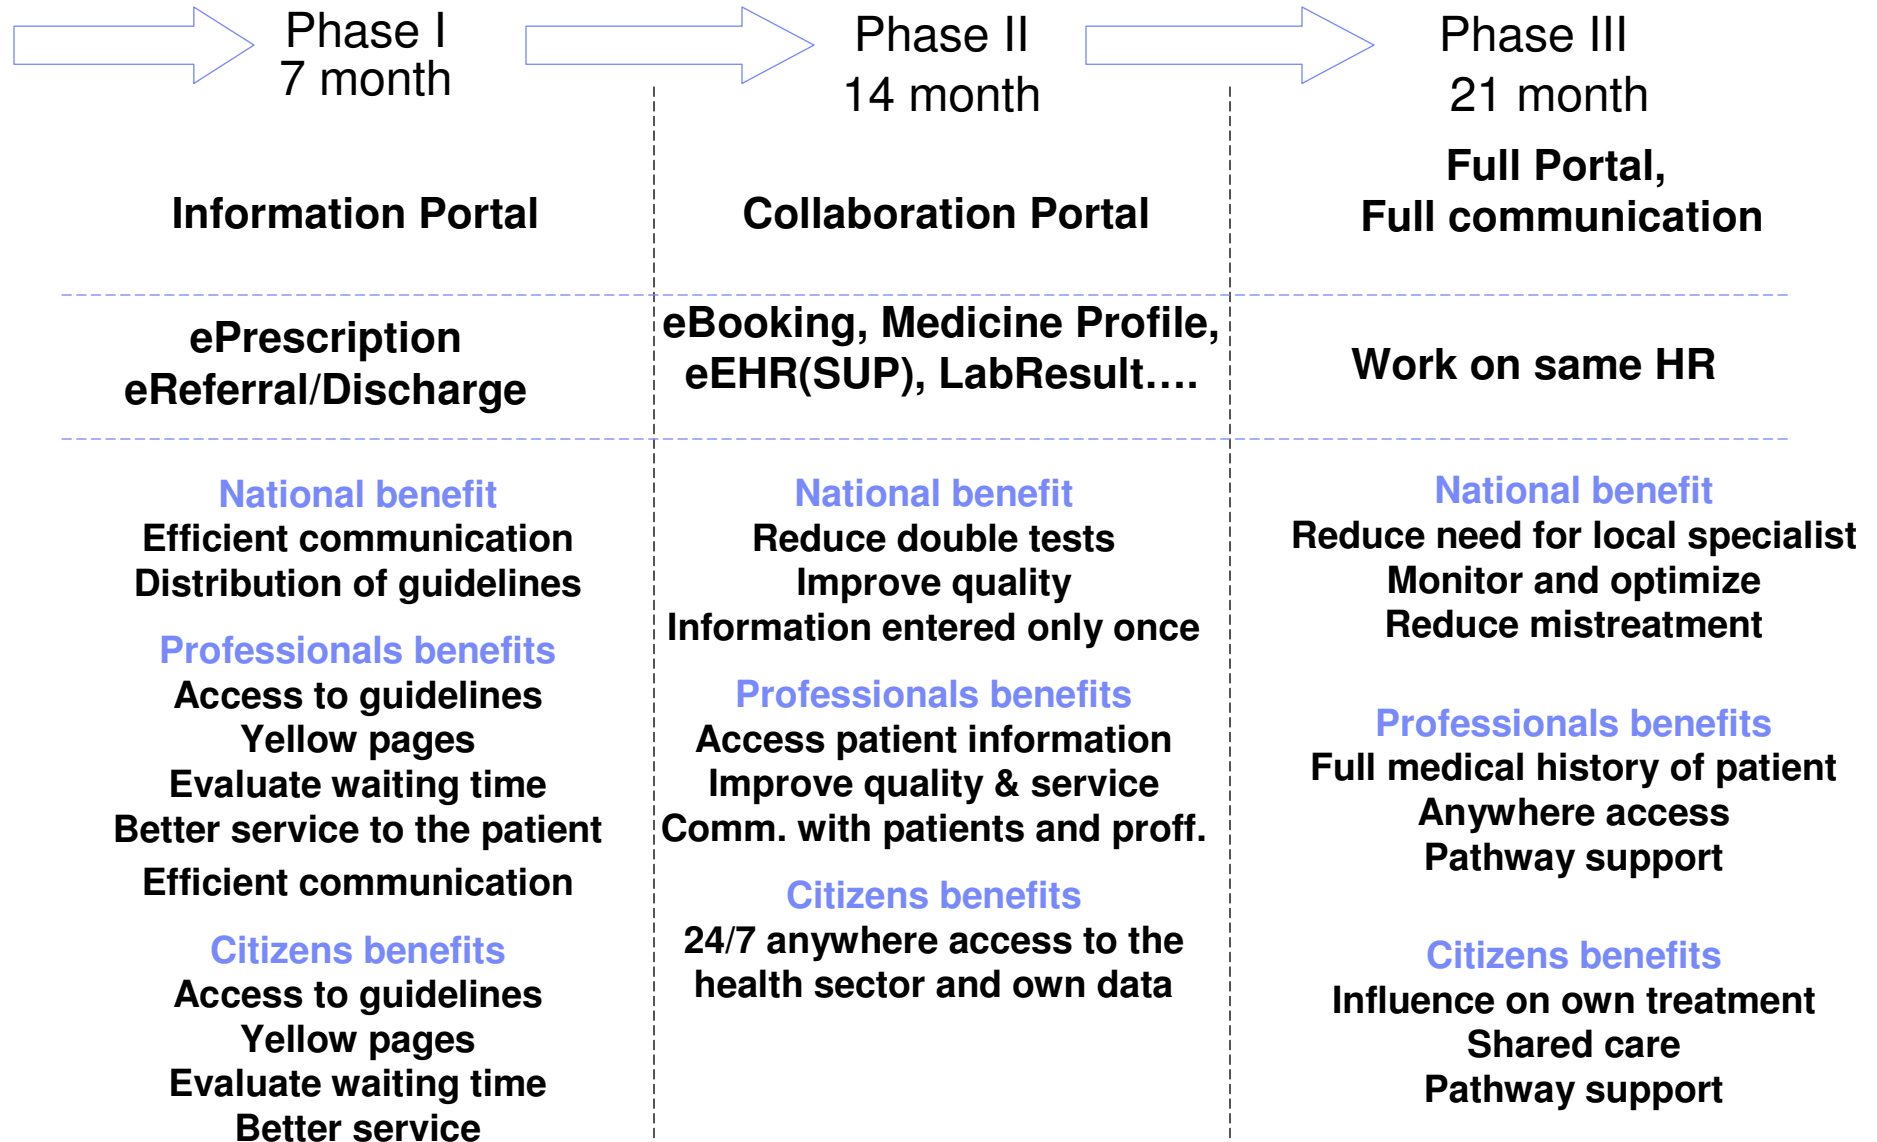 Phase I
7 month
Information Portal
ePrescription
eReferral/Discharge
National benefit
Efficient communication
Distribution of guidelines
Professionals benefits
Access to guidelines
Yellow pages
Evaluate waiting time
Better service to the patient
Efficient communication
Citizens benefits
Access to guidelines
Yellow pages
Evaluate waiting time
Better service
Phase II
14 month
Collaboration Portal
eBooking, Medicine Profile,
eEHR(SUP), LabResult....
National benefit
Reduce double tests
Improve quality
Information entered only once
Professionals benefits
Access patient information
Improve quality & service
Comm. with patients and proff.
Citizens benefits
24/7 anywhere access to the
health sector and own data
Phase III
21 month
Full Portal,
Full communication
Work on same HR
National benefit
Reduce need for local specialist
Monitor and optimize
Reduce mistreatment
Professionals benefits
Full medical history of patient
Anywhere access
Pathway support
Citizens benefits
Influence on own treatment
Shared care
Pathway support